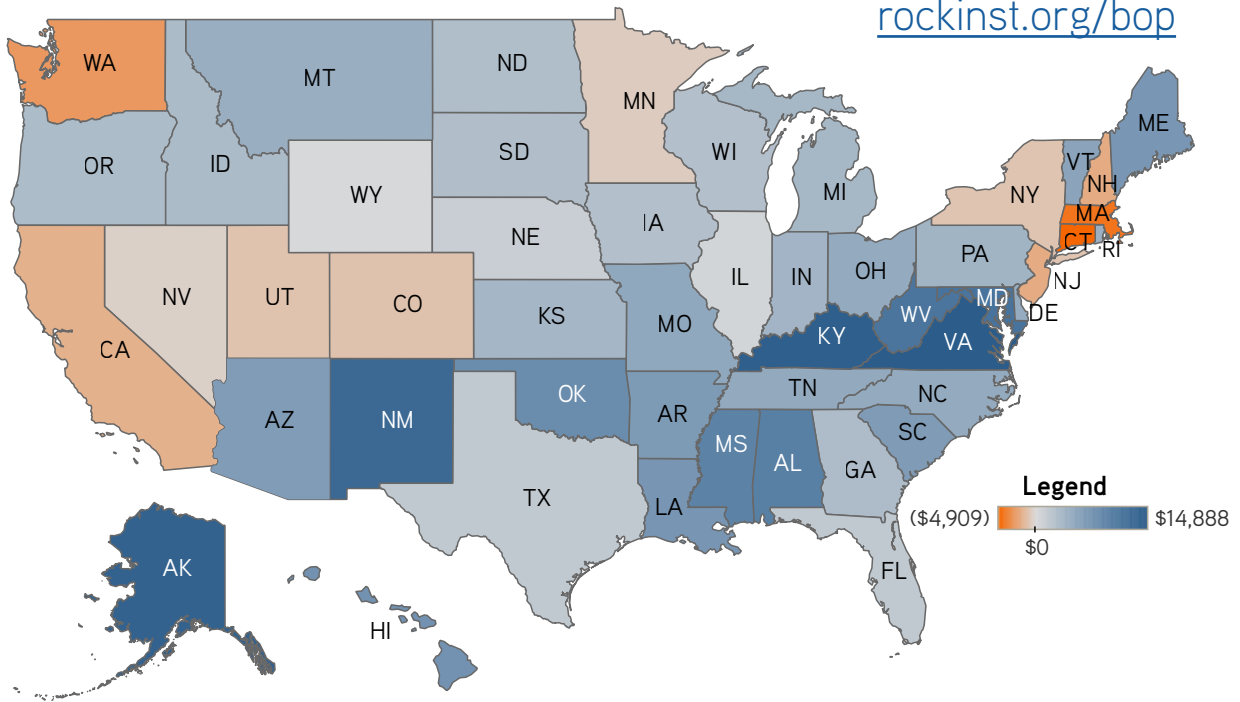 rockinst.org/bop
WA
MT
ND
MN
ME
OR
ID
SD
WI
VT
NH
WY
MI
NY
MA
IA
NE
CT
RI
PA
NV
UT
CO
IL
IN
OH
NJ
KS
MO
MD
DE
CA
KY
WV
VA
AZ
NM
OK
AR
TN
NC
MS
AL
GA
SC
TX
LA
FL
AK
HI
Legend
($4,909) $14,888
$0